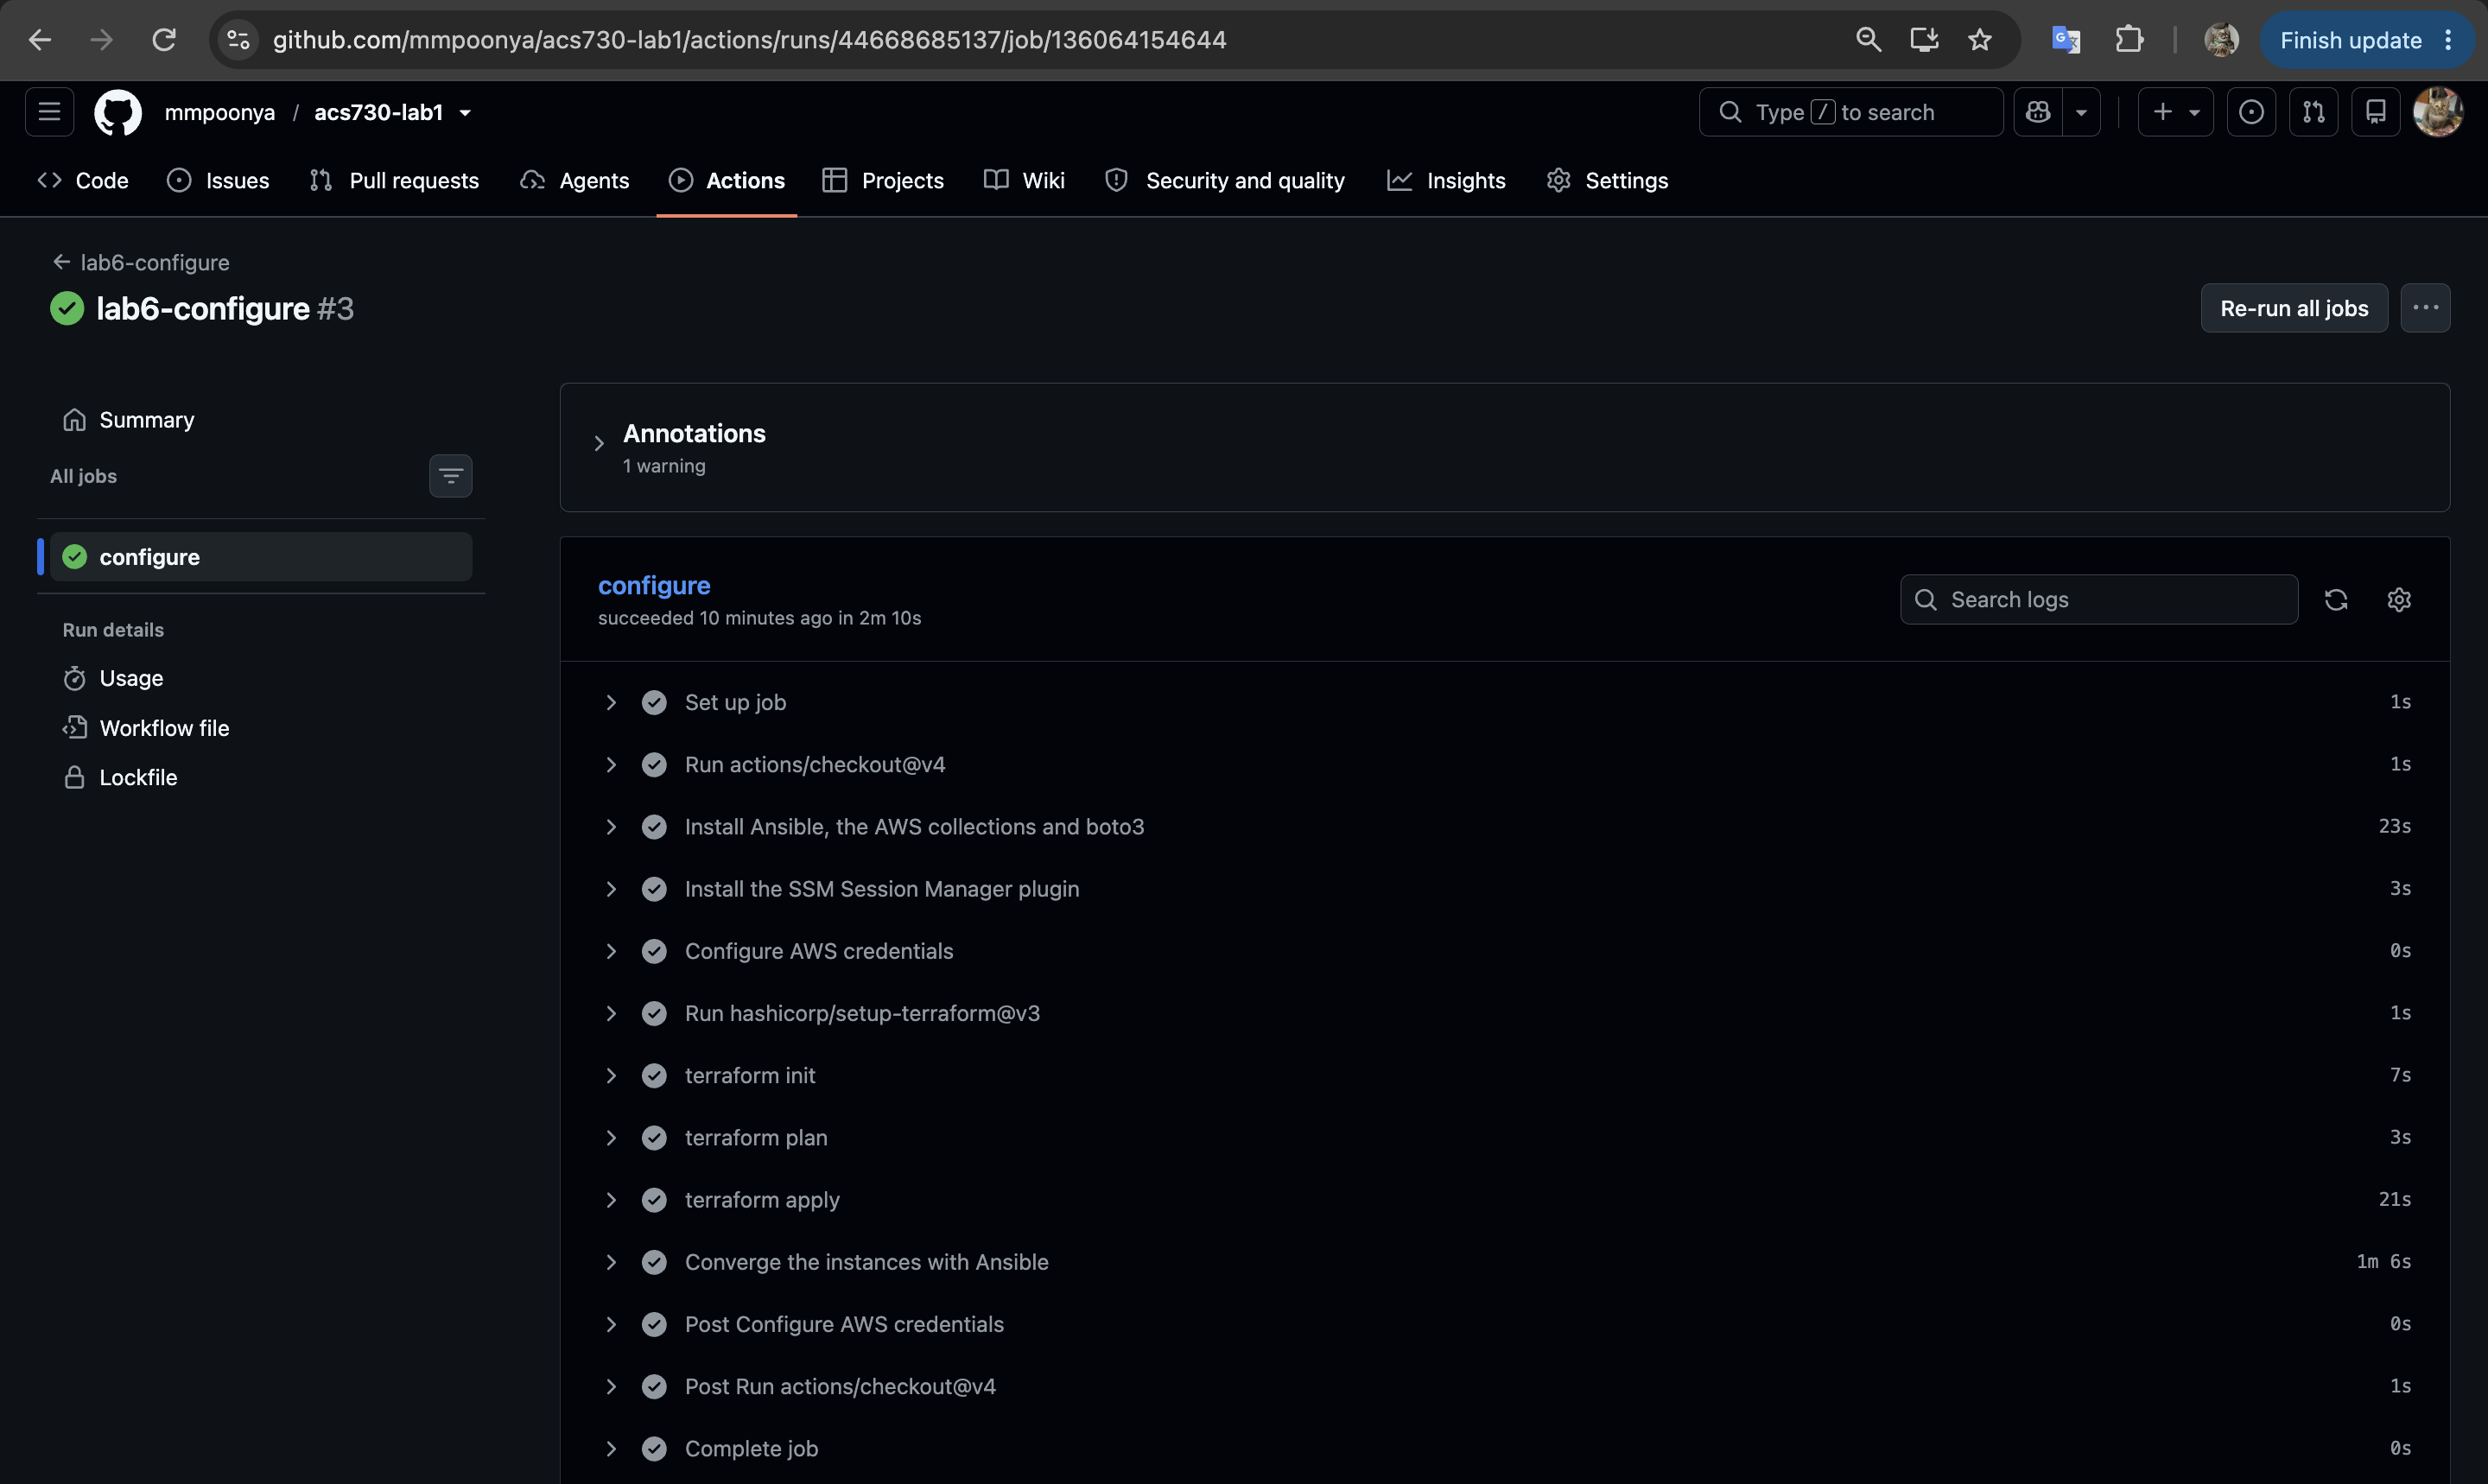 github.com/mmpoonya/acs730-lab1/actions/runs/44668685137/job/136064154644
Finish update
mmpoonya / acs730-lab1
Type / to search
Code
Issues
Pull requests
Agents
Actions
Projects
Wiki
Security and quality
Insights
Settings
lab6-configure
lab6-configure #3
Re-run all jobs
Summary
All jobs
configure
Run details
Usage
Workflow file
Lockfile
Annotations
1 warning
configure
succeeded 10 minutes ago in 2m 10s
Search logs
Set up job 1s
Run actions/checkout@v4 1s
Install Ansible, the AWS collections and boto3 23s
Install the SSM Session Manager plugin 3s
Configure AWS credentials 0s
Run hashicorp/setup-terraform@v3 1s
terraform init 7s
terraform plan 3s
terraform apply 21s
Converge the instances with Ansible 1m 6s
Post Configure AWS credentials 0s
Post Run actions/checkout@v4 1s
Complete job 0s